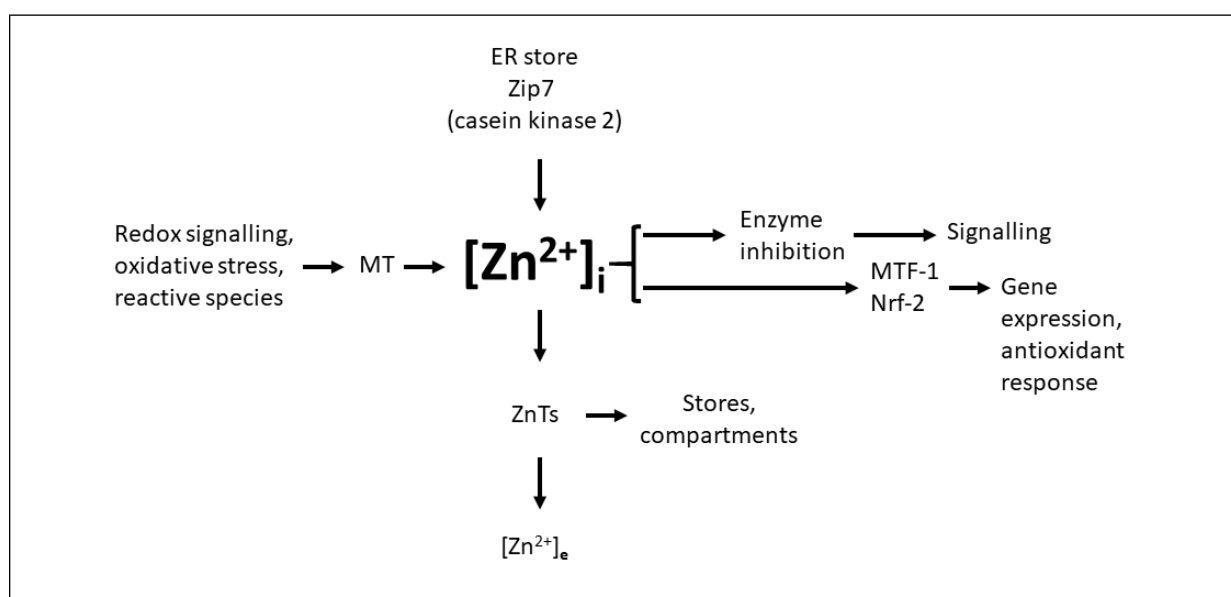 ER store
Zip7
(casein kinase 2)
Redox signalling,
oxidative stress,
reactive species
MT
[Zn²⁺]ᵢ
Enzyme
inhibition
Signalling
MTF-1
Nrf-2
Gene
expression,
antioxidant
response
ZnTs
Stores,
compartments
[Zn²⁺]ₑ